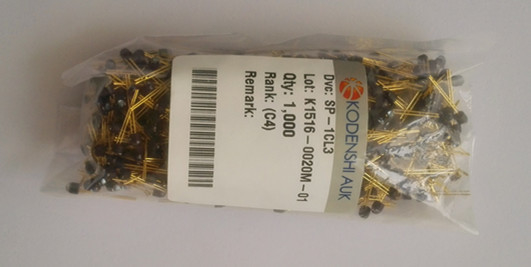 KODENSHI AUK
Dvc: SP-1CL3
Lot: K1516-0020M-01
Qty: 1,000
Rank: (C4)
Remark: